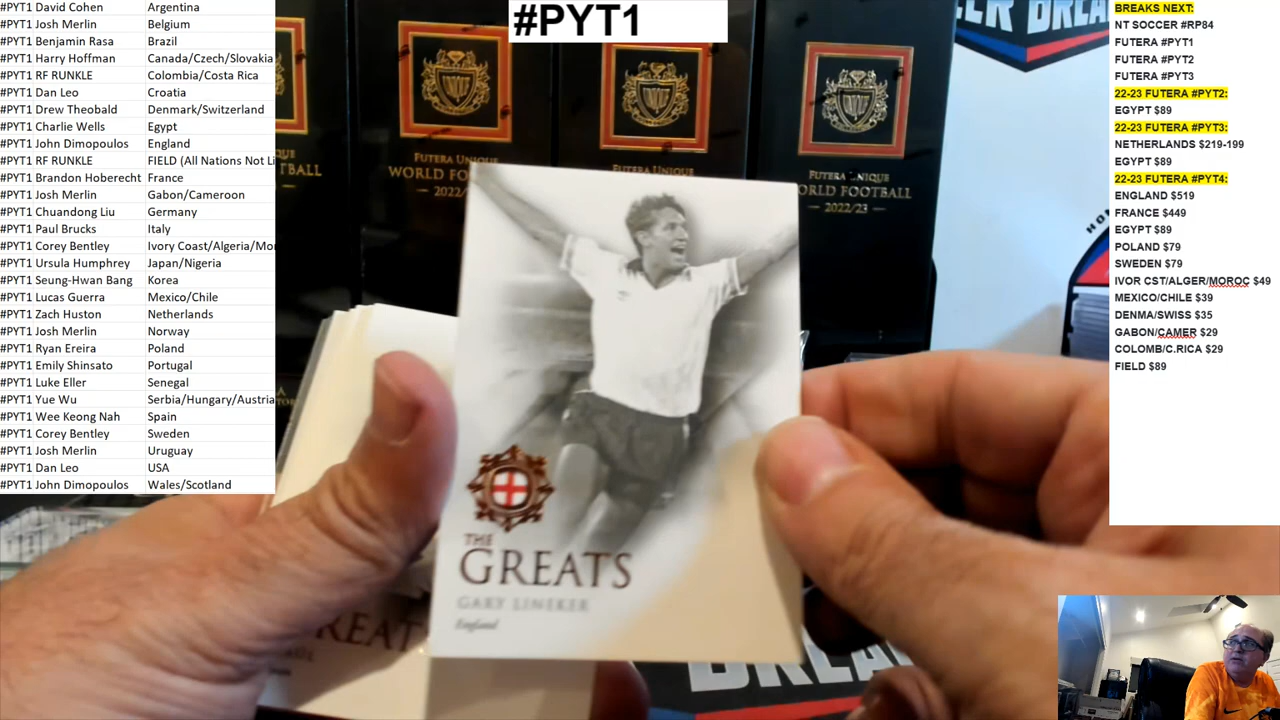 #PYT1 David Cohen Argentina
#PYT1 Josh Merlin Belgium
#PYT1 Benjamin Rasa Brazil
#PYT1 Harry Hoffman Canada/Czech/Slovakia
#PYT1 RF RUNKLE Colombia/Costa Rica
#PYT1 Dan Leo Croatia
#PYT1 Drew Theobald Denmark/Switzerland
#PYT1 Charlie Wells Egypt
#PYT1 John Dimopoulos England
#PYT1 RF RUNKLE FIELD (All Nations Not Li
#PYT1 Brandon Hoberecht France
#PYT1 Josh Merlin Gabon/Cameroon
#PYT1 Chuandong Liu Germany
#PYT1 Paul Brucks Italy
#PYT1 Corey Bentley Ivory Coast/Algeria/Mor
#PYT1 Ursula Humphrey Japan/Nigeria
#PYT1 Seung-Hwan Bang Korea
#PYT1 Lucas Guerra Mexico/Chile
#PYT1 Zach Huston Netherlands
#PYT1 Josh Merlin Norway
#PYT1 Ryan Ereira Poland
#PYT1 Emily Shinsato Portugal
#PYT1 Luke Eller Senegal
#PYT1 Yue Wu Serbia/Hungary/Austria
#PYT1 Wee Keong Nah Spain
#PYT1 Corey Bentley Sweden
#PYT1 Josh Merlin Uruguay
#PYT1 Dan Leo USA
#PYT1 John Dimopoulos Wales/Scotland
#PYT1
FUTERA UNIQUE
WORLD FOOTBALL
2022/
FUTERA UNIQUE
FUTERA UNIQUE
ORLD FOOTBALL
2022/23
THE
GREATS
GARY LINEKER
England
REAT
BREAK
BREAKS NEXT:
NT SOCCER #RP84
FUTERA #PYT1
FUTERA #PYT2
FUTERA #PYT3
22-23 FUTERA #PYT2:
EGYPT $89
22-23 FUTERA #PYT3:
NETHERLANDS $219-199
EGYPT $89
22-23 FUTERA #PYT4:
ENGLAND $519
FRANCE $449
EGYPT $89
POLAND $79
SWEDEN $79
IVOR CST/ALGER/MOROC $49
MEXICO/CHILE $39
DENMA/SWISS $35
GABON/CAMER $29
COLOMB/C.RICA $29
FIELD $89